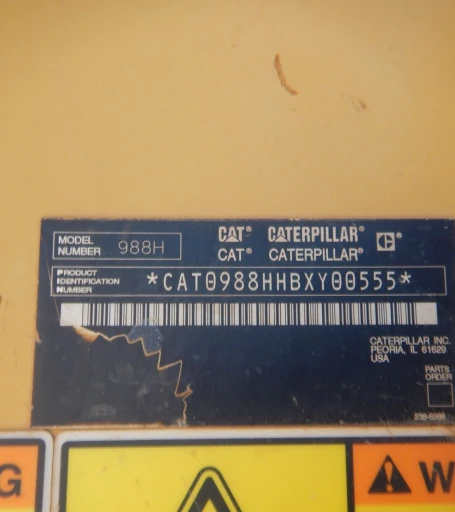 MODEL NUMBER 988H
CAT® CATERPILLAR®
CAT® CATERPILLAR®
PRODUCT IDENTIFICATION NUMBER *CAT0988HHBXY00555*
CATERPILLAR INC.
PEORIA, IL 61629
USA
PARTS ORDER
G
W